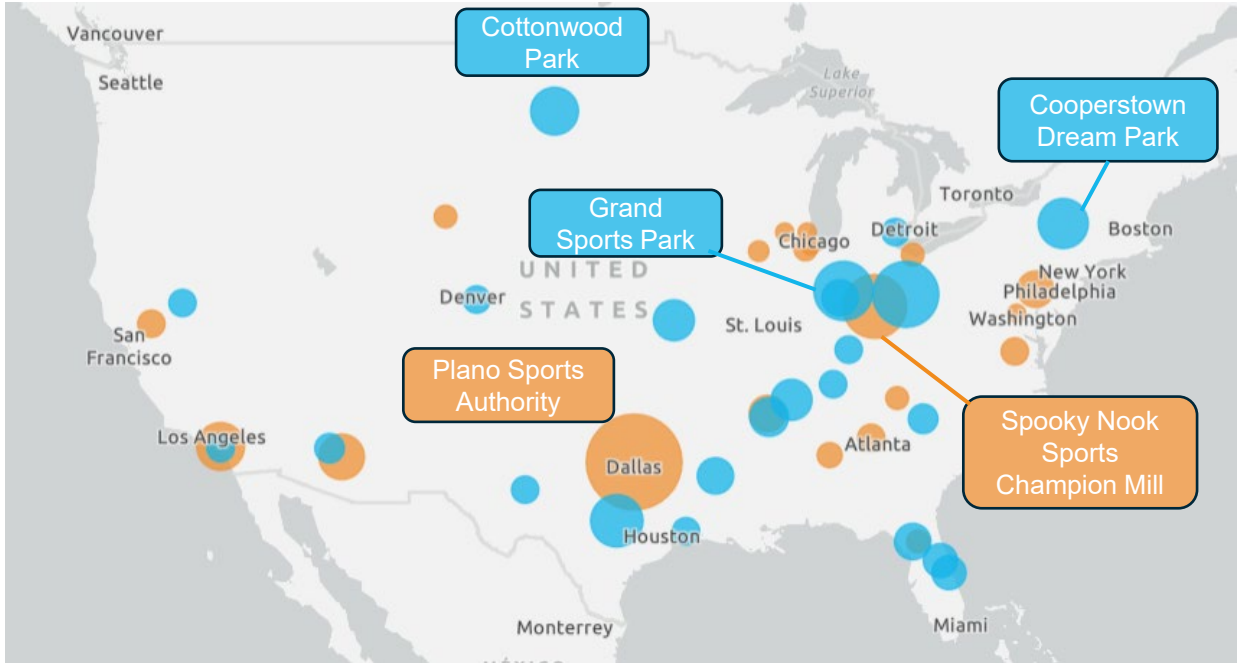 Vancouver
Seattle
Cottonwood
Park
Lake
Superior
Cooperstown
Dream Park
Toronto
Grand
Sports Park
Detroit
Boston
Chicago
UNITED
STATES
New York
Philadelphia
Denver
Washington
St. Louis
San
Francisco
Plano Sports
Authority
Los Angeles
Atlanta
Spooky Nook
Sports
Champion Mill
Dallas
Houston
Monterrey
Miami